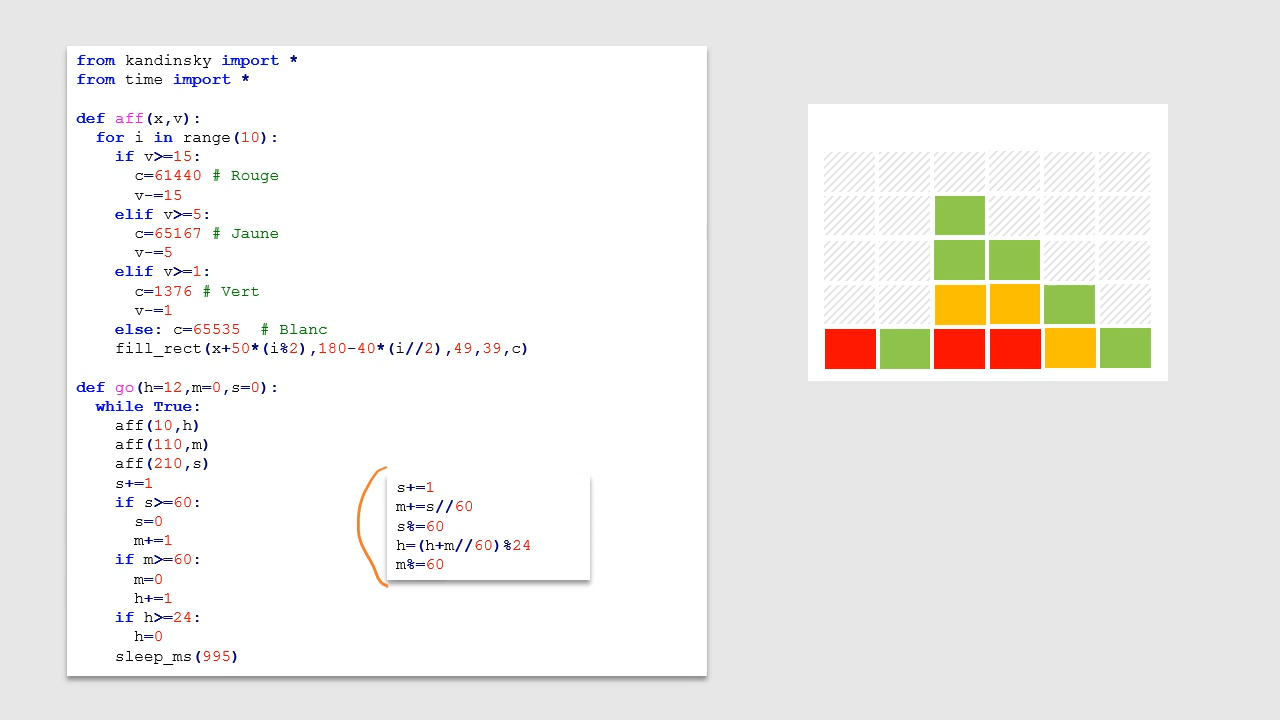 from kandinsky import *
from time import *

def aff(x,v):
  for i in range(10):
    if v>=15:
      c=61440 # Rouge
      v-=15
    elif v>=5:
      c=65167 # Jaune
      v-=5
    elif v>=1:
      c=1376 # Vert
      v-=1
    else: c=65535  # Blanc
    fill_rect(x+50*(i%2),180-40*(i//2),49,39,c)

def go(h=12,m=0,s=0):
  while True:
    aff(10,h)
    aff(110,m)
    aff(210,s)
    s+=1
    if s>=60:
      s=0
      m+=1
    if m>=60:
      m=0
      h+=1
    if h>=24:
      h=0
    sleep_ms(995)

s+=1
m+=s//60
s%=60
h=(h+m//60)%24
m%=60